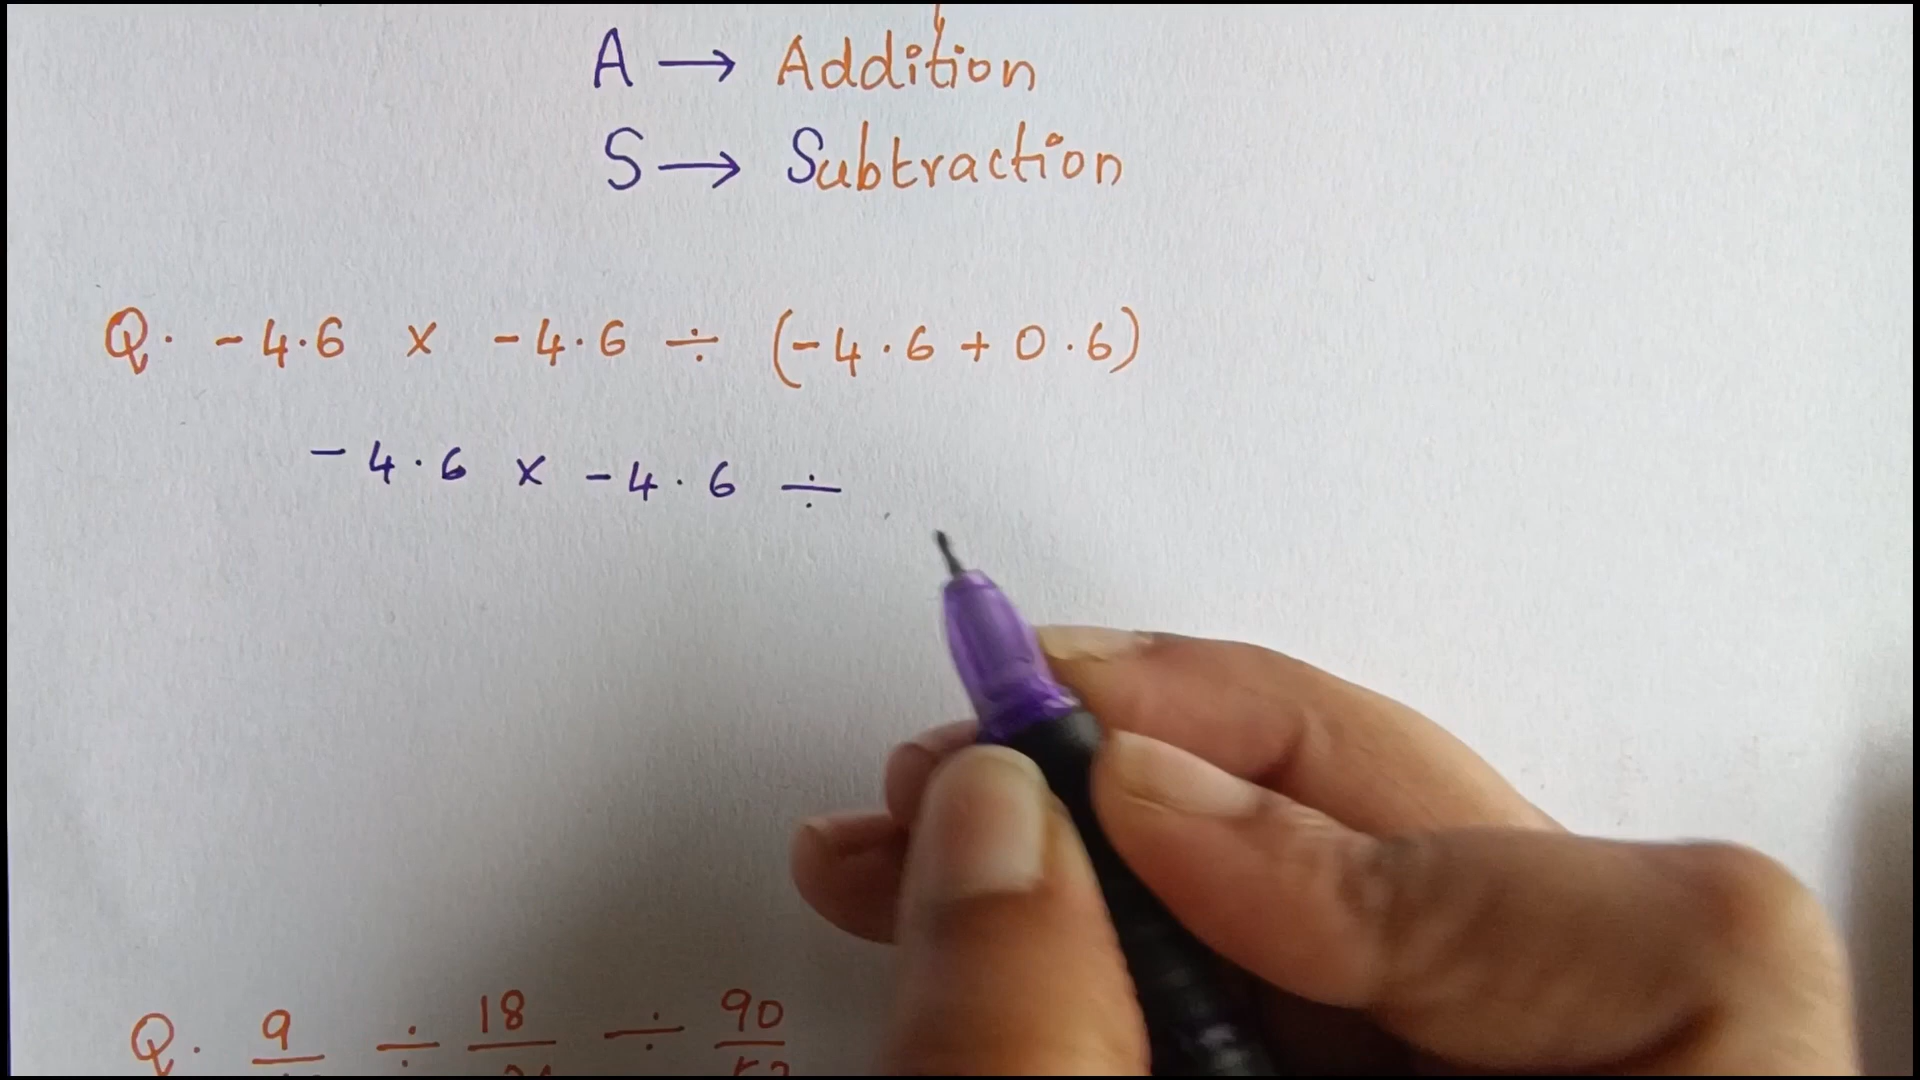 A → Addition
S → Subtraction
Q. -4.6 × -4.6 ÷ (-4.6 + 0.6)
-4.6 × -4.6 ÷
Q. 9 ÷ 18 ÷ 90